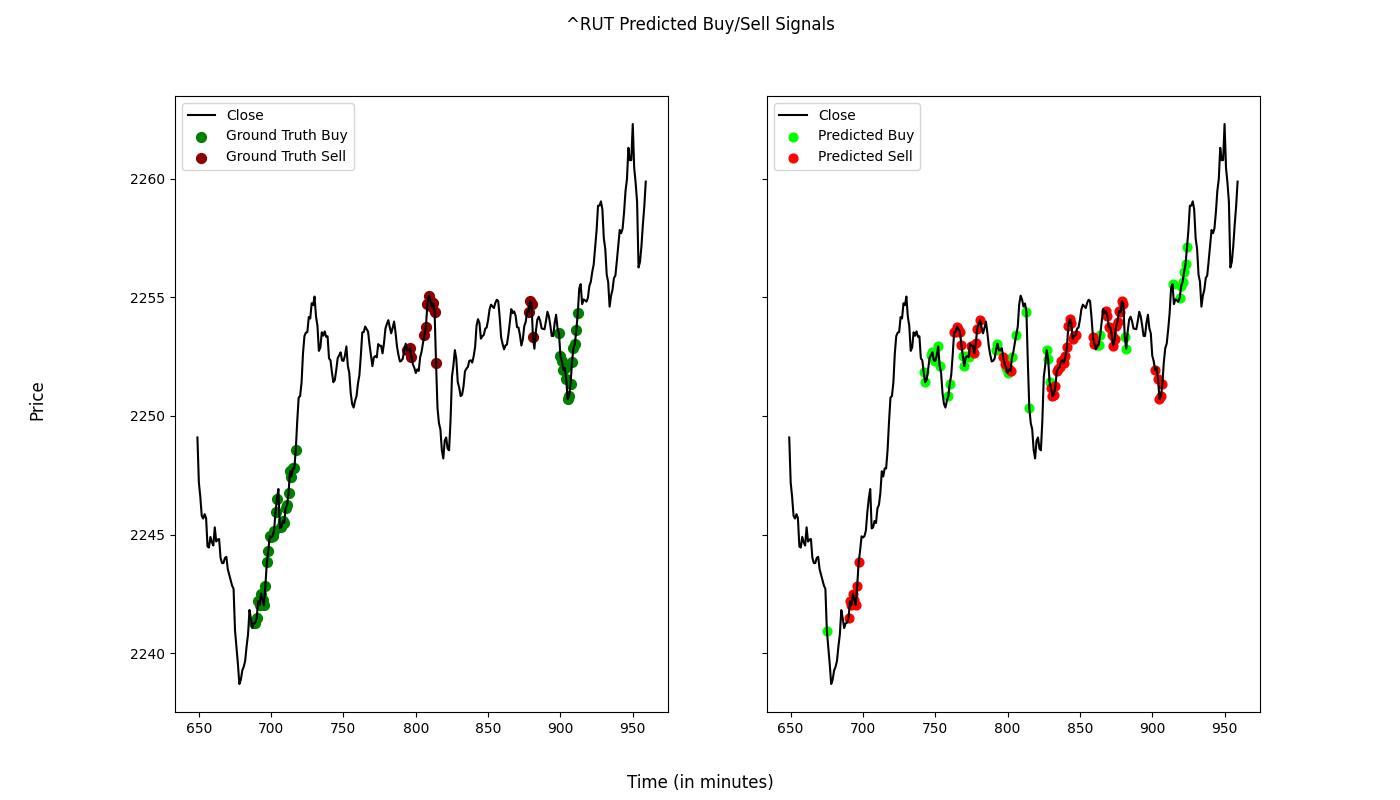 ^RUT Predicted Buy/Sell Signals
Close
Ground Truth Buy
Ground Truth Sell
Close
Predicted Buy
Predicted Sell
2260
2255
2250
2245
2240
Price
650 700 750 800 850 900 950
650 700 750 800 850 900 950
Time (in minutes)